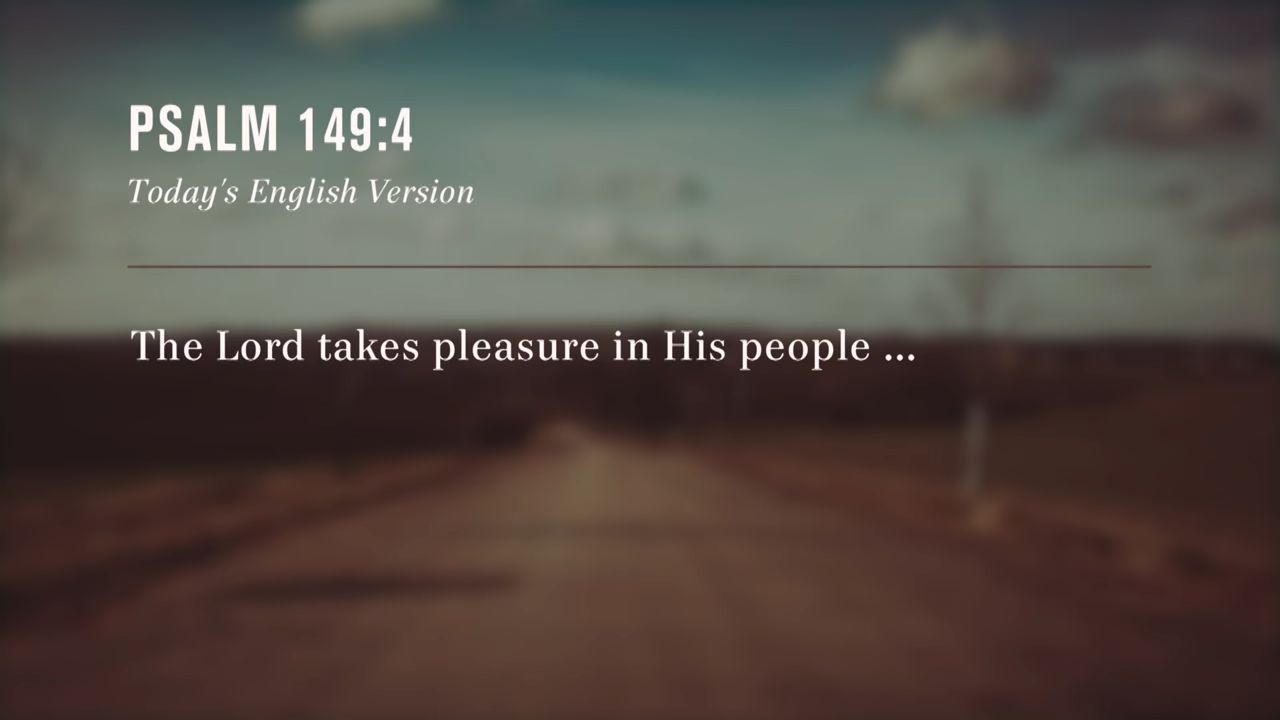 PSALM 149:4
Today's English Version
The Lord takes pleasure in His people ...